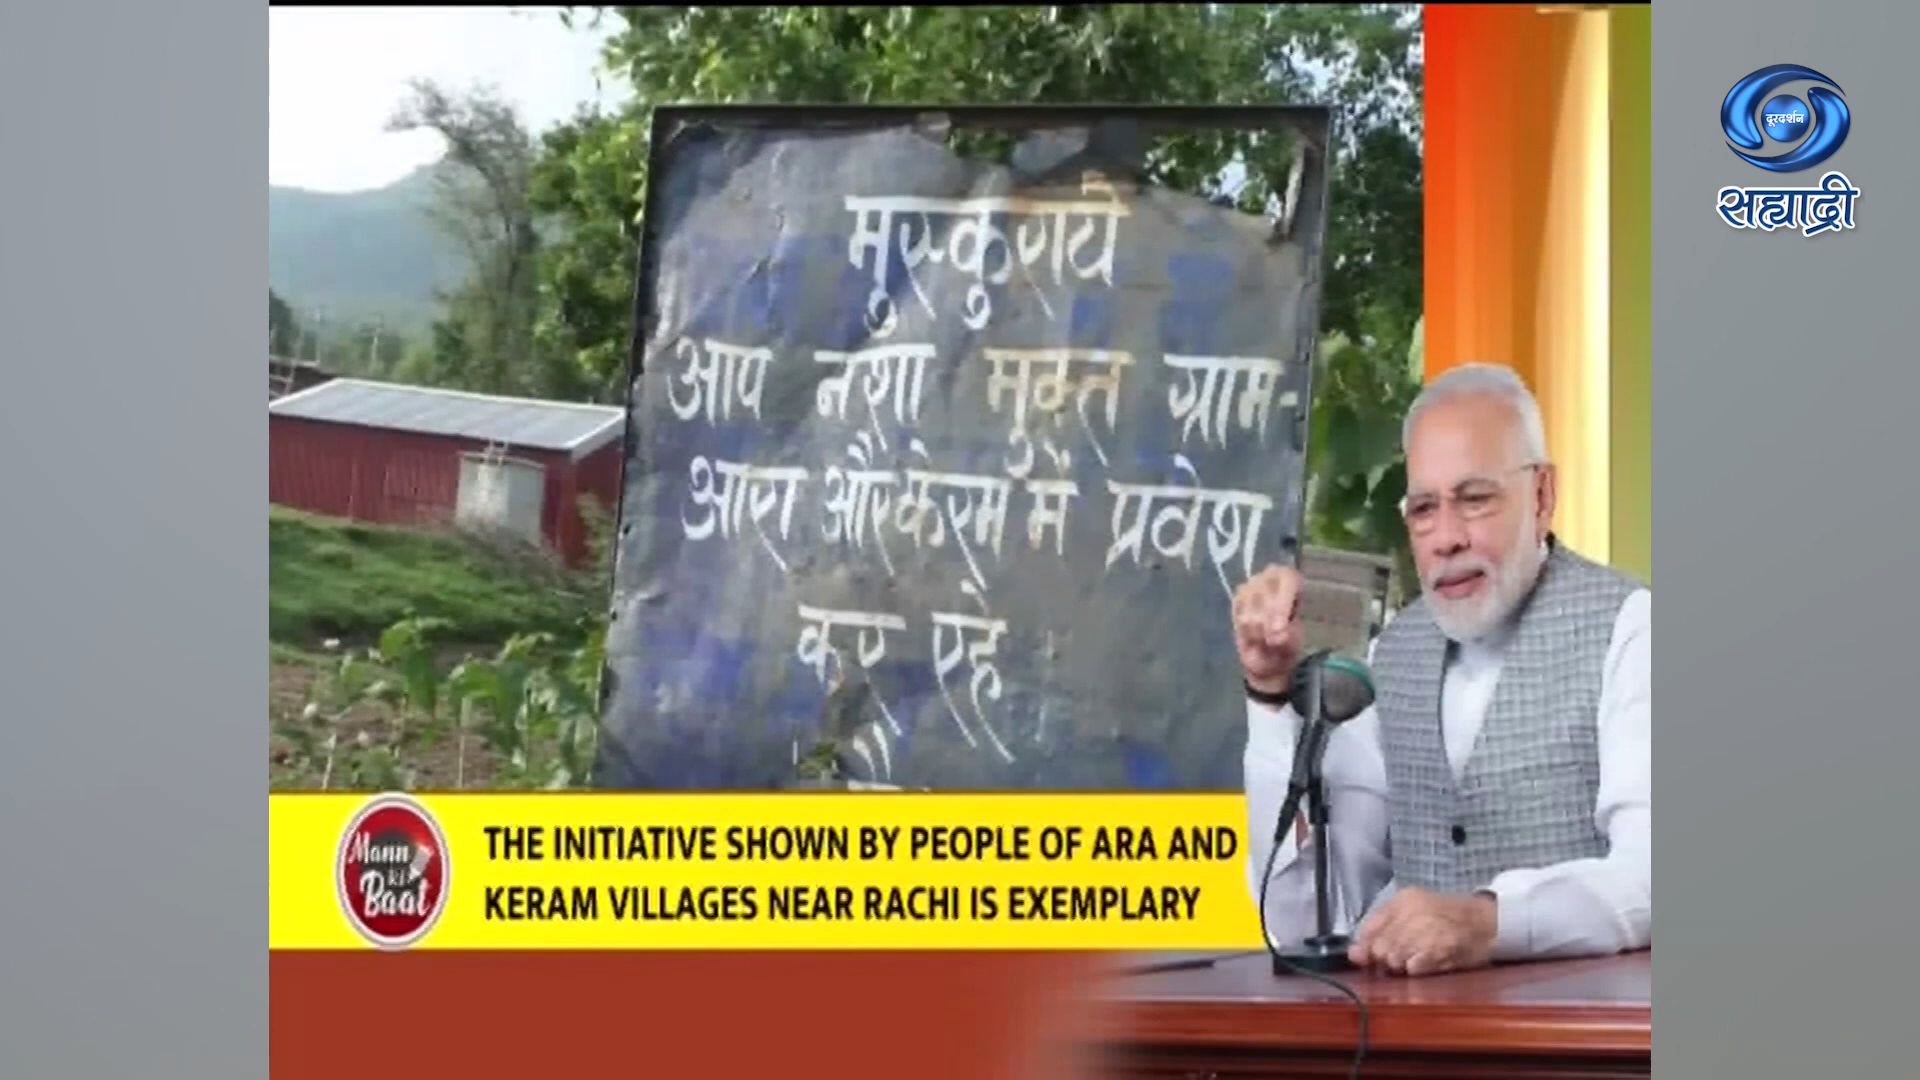 मुस्कुराये
आप नशा मुक्त ग्राम-
आरा और केरम में प्रवेश
कर रहे
हैं
दूरदर्शन
सह्याद्री
Mann
ki
Baat
THE INITIATIVE SHOWN BY PEOPLE OF ARA AND
KERAM VILLAGES NEAR RACHI IS EXEMPLARY